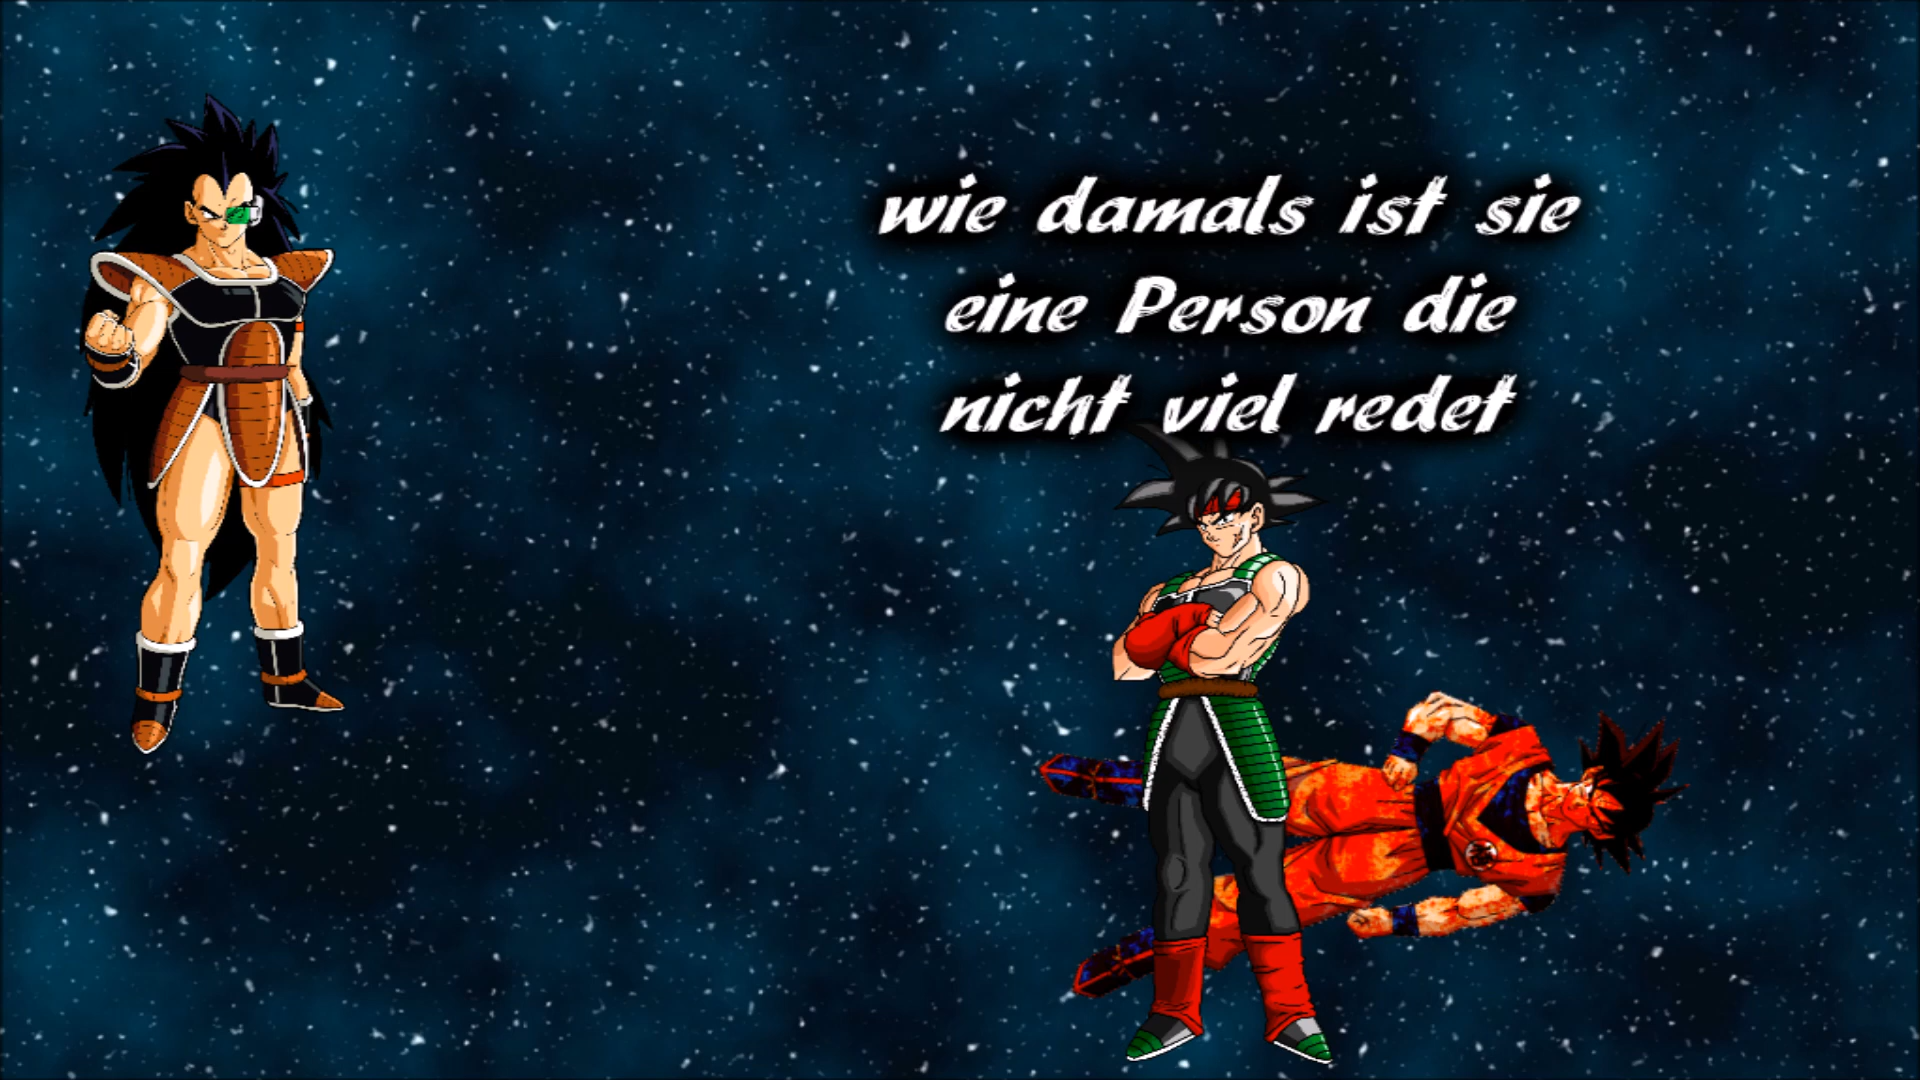 wie damals ist sie
eine Person die
nicht viel redet